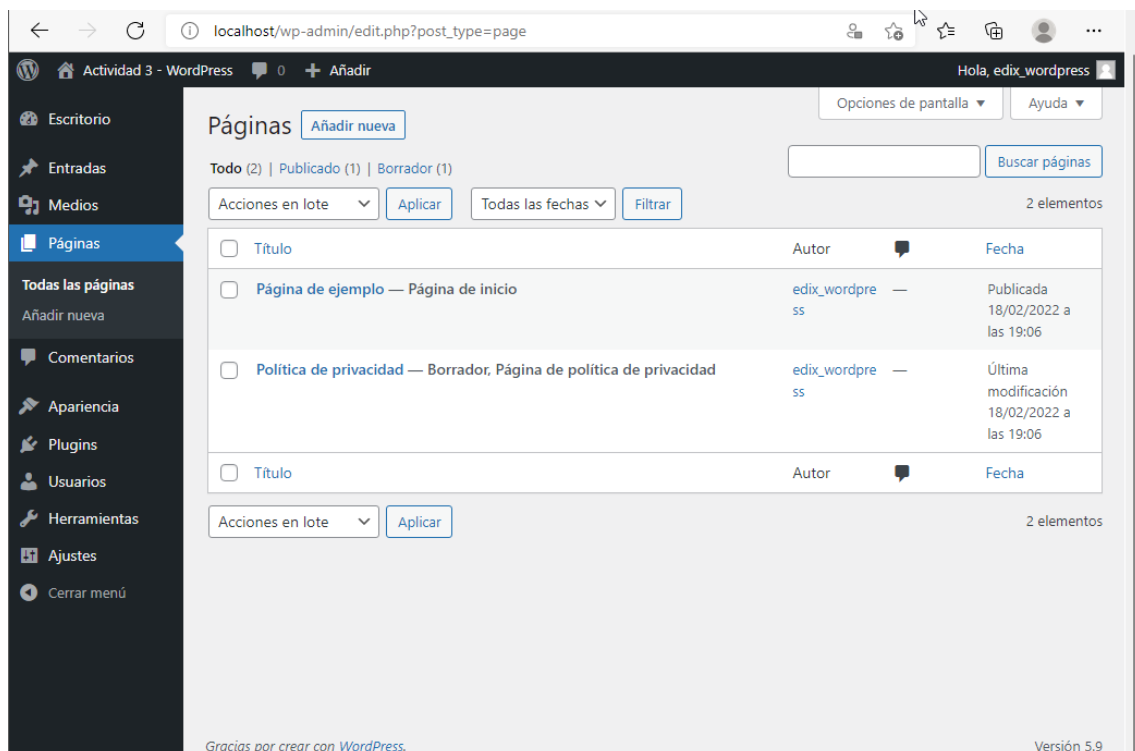 localhost/wp-admin/edit.php?post_type=page
Actividad 3 - WordPress 0 + Añadir Hola, edix_wordpress
Opciones de pantalla Ayuda
Escritorio
Entradas
Medios
Páginas
Todas las páginas
Añadir nueva
Comentarios
Apariencia
Plugins
Usuarios
Herramientas
Ajustes
Cerrar menú
Páginas Añadir nueva
Todo (2) | Publicado (1) | Borrador (1)
Buscar páginas
Acciones en lote Aplicar Todas las fechas Filtrar 2 elementos
Título Autor Fecha
Página de ejemplo — Página de inicio
edix_wordpre
ss
—
Publicada
18/02/2022 a
las 19:06
Política de privacidad — Borrador, Página de política de privacidad
edix_wordpre
ss
—
Última
modificación
18/02/2022 a
las 19:06
Título Autor Fecha
Acciones en lote Aplicar 2 elementos
Gracias por crear con WordPress. Versión 5.9